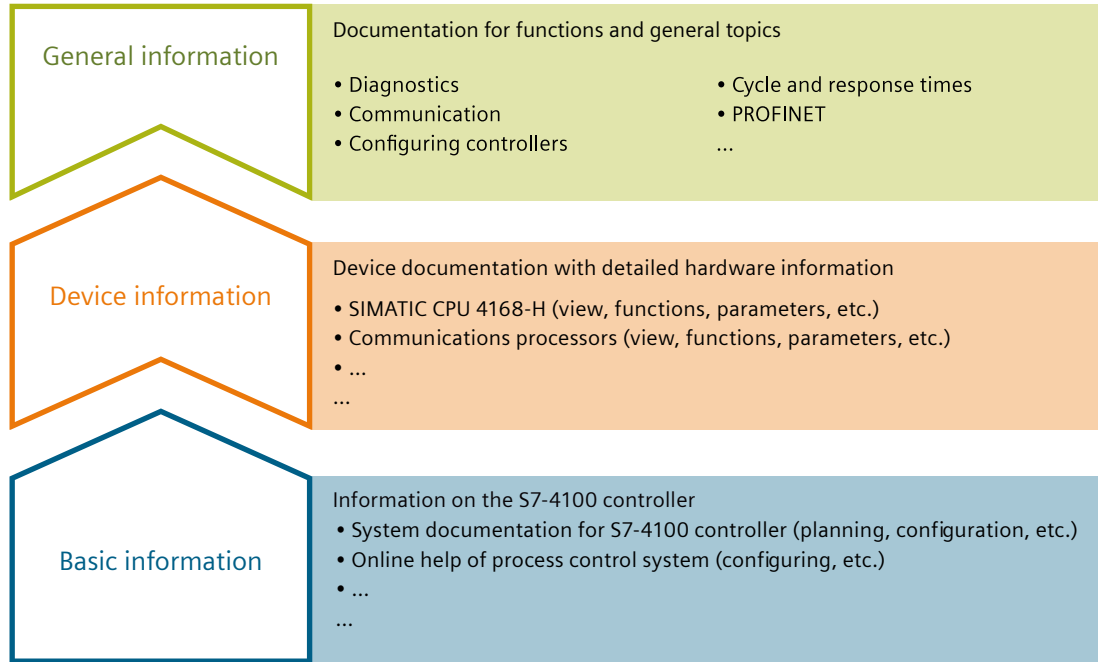 General information
Documentation for functions and general topics
• Diagnostics
• Communication
• Configuring controllers
• Cycle and response times
• PROFINET
...
Device information
Device documentation with detailed hardware information
• SIMATIC CPU 4168-H (view, functions, parameters, etc.)
• Communications processors (view, functions, parameters, etc.)
• ...
...
Basic information
Information on the S7-4100 controller
• System documentation for S7-4100 controller (planning, configuration, etc.)
• Online help of process control system (configuring, etc.)
• ...
...